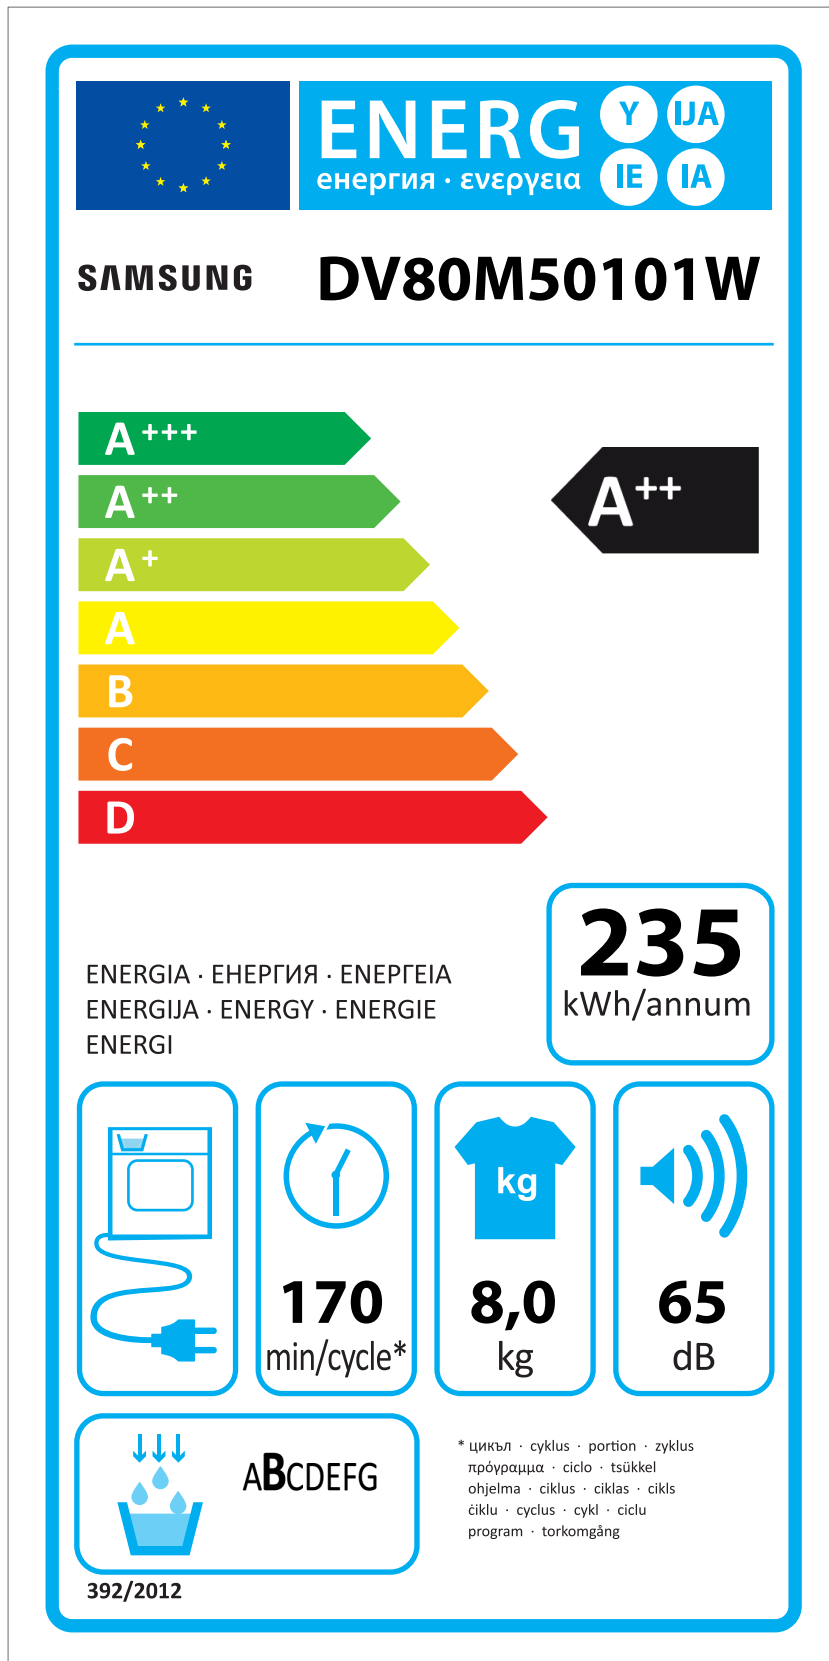 ENERG Y IJA
енергия · ενεργεια IE IA
SAMSUNG DV80M50101W
A+++
A++
A++
A+
A
B
C
D
235
kWh/annum
ENERGIA · ЕНЕРГИЯ · ΕΝΕΡΓΕΙΑ
ENERGIJA · ENERGY · ENERGIE
ENERGI
kg
170
min/cycle*
8,0
kg
65
dB
ABCDEFG
* цикъл · cyklus · portion · zyklus
πρόγραμμα · ciclo · tsükkel
ohjelma · ciklus · ciklas · cikls
ċiklu · cyclus · cykl · ciclu
program · torkomgång
392/2012